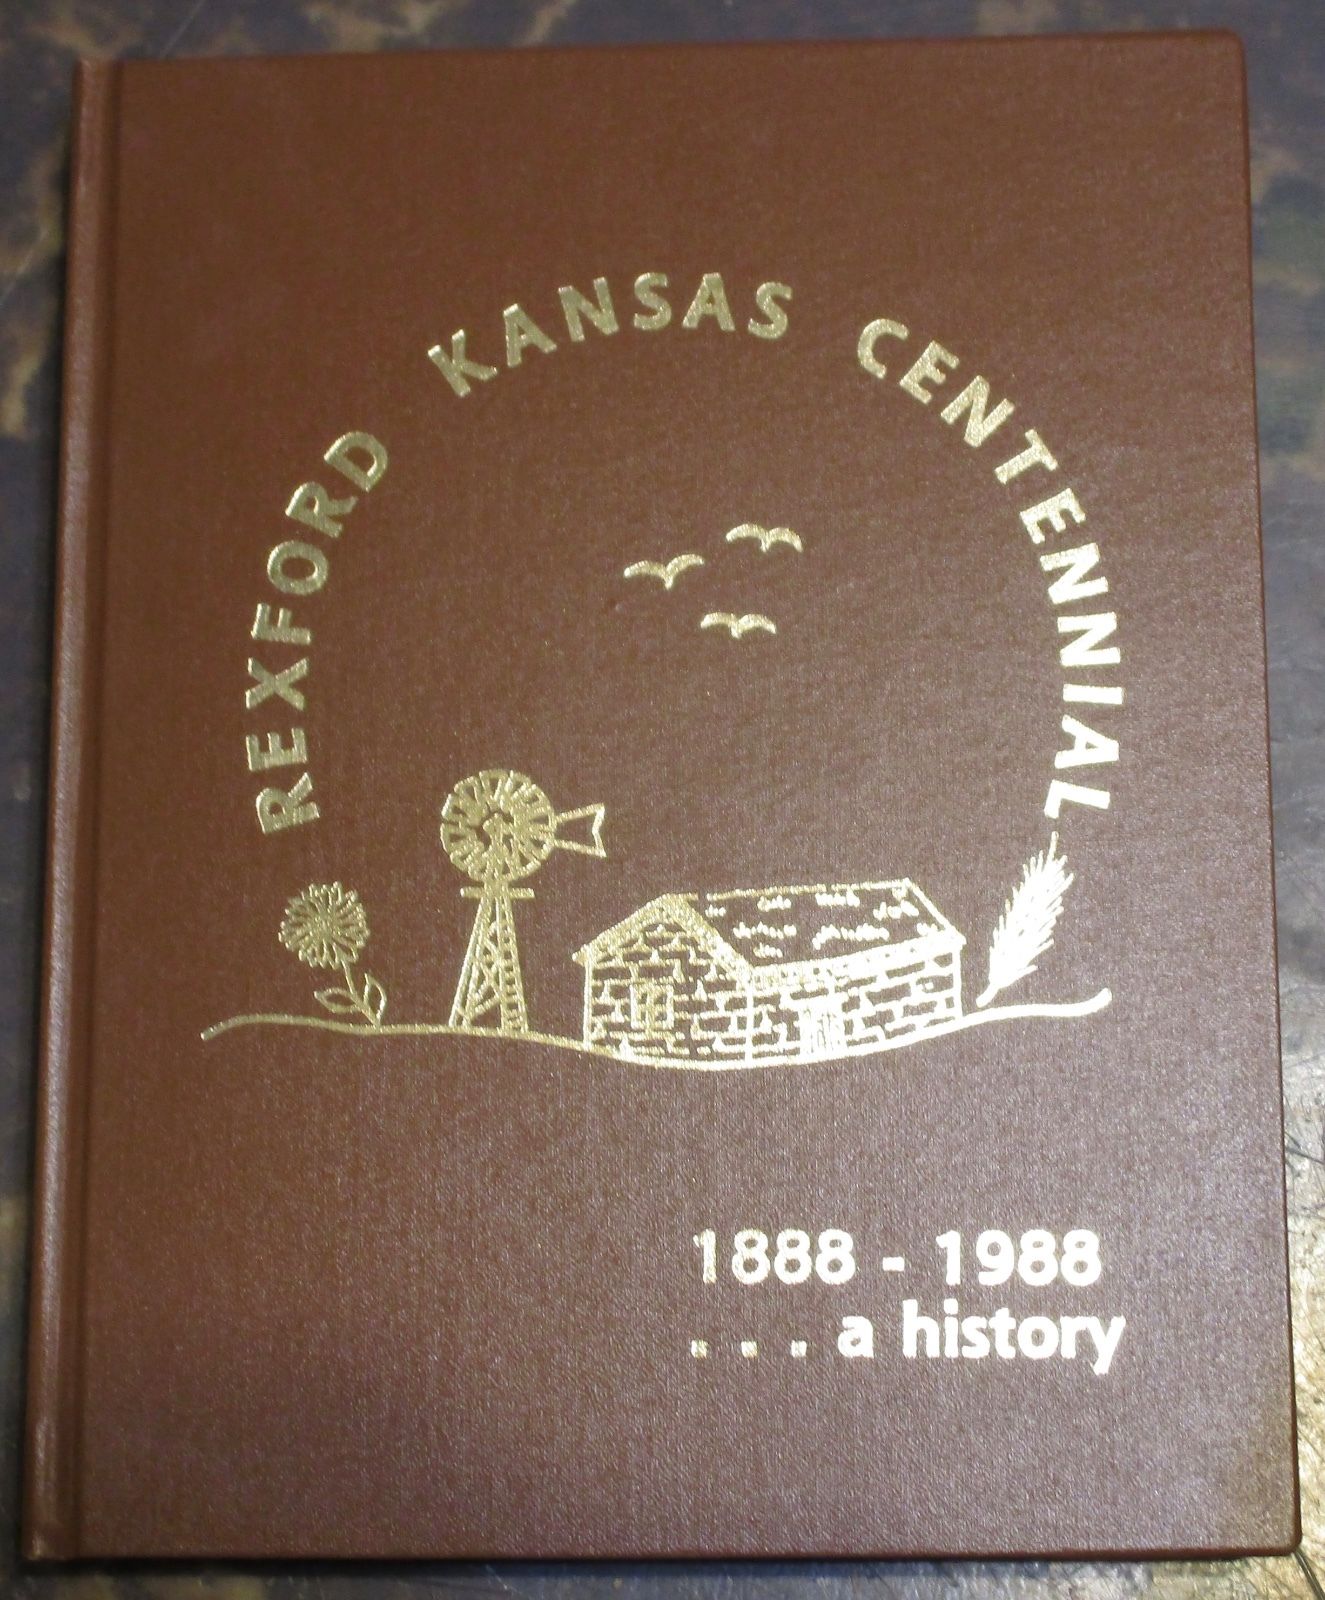 REXFORD KANSAS CENTENNIAL
1888 - 1988
. . . a history